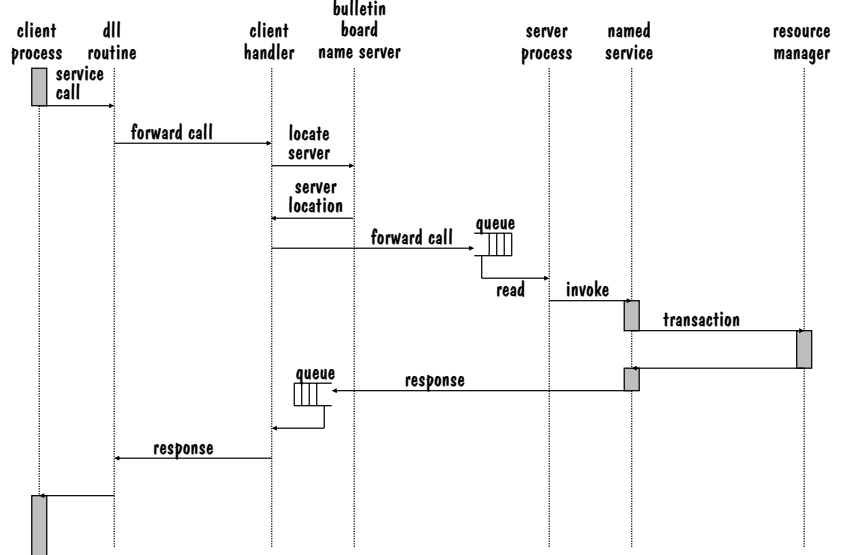 client
process
dll
routine
client
handler
bulletin
board
name server
server
process
named
service
resource
manager
service
call
forward call
locate
server
server
location
forward call
queue
read
invoke
transaction
queue
response
response